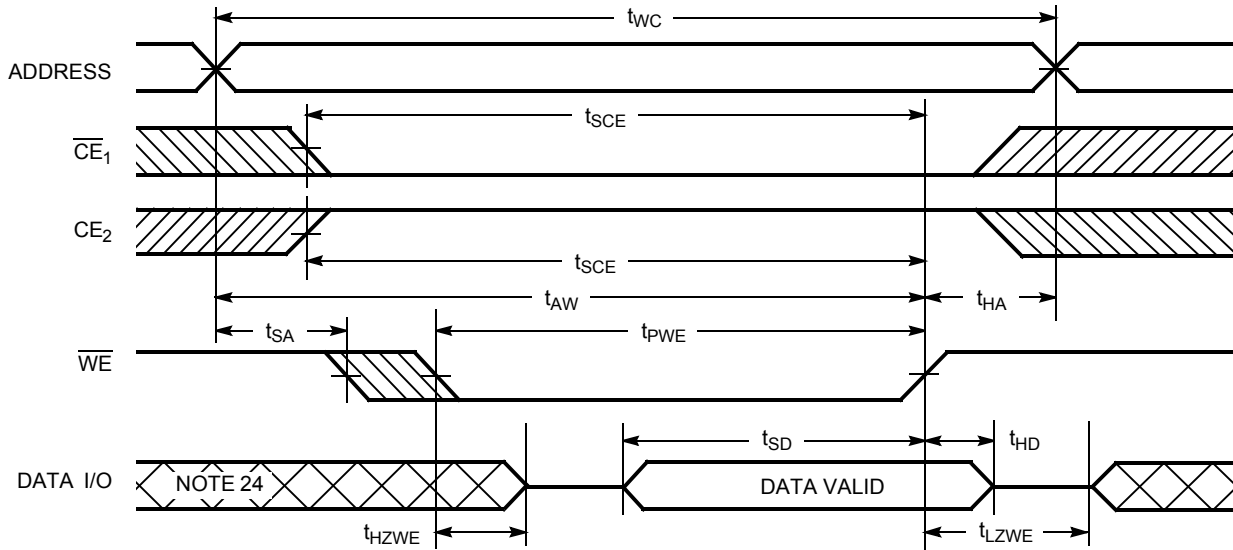 tWC
ADDRESS
tSCE
CE1
CE2
tSCE
tAW
tHA
tSA
tPWE
WE
tSD
tHD
DATA I/O
NOTE 24
DATA VALID
tHZWE
tLZWE